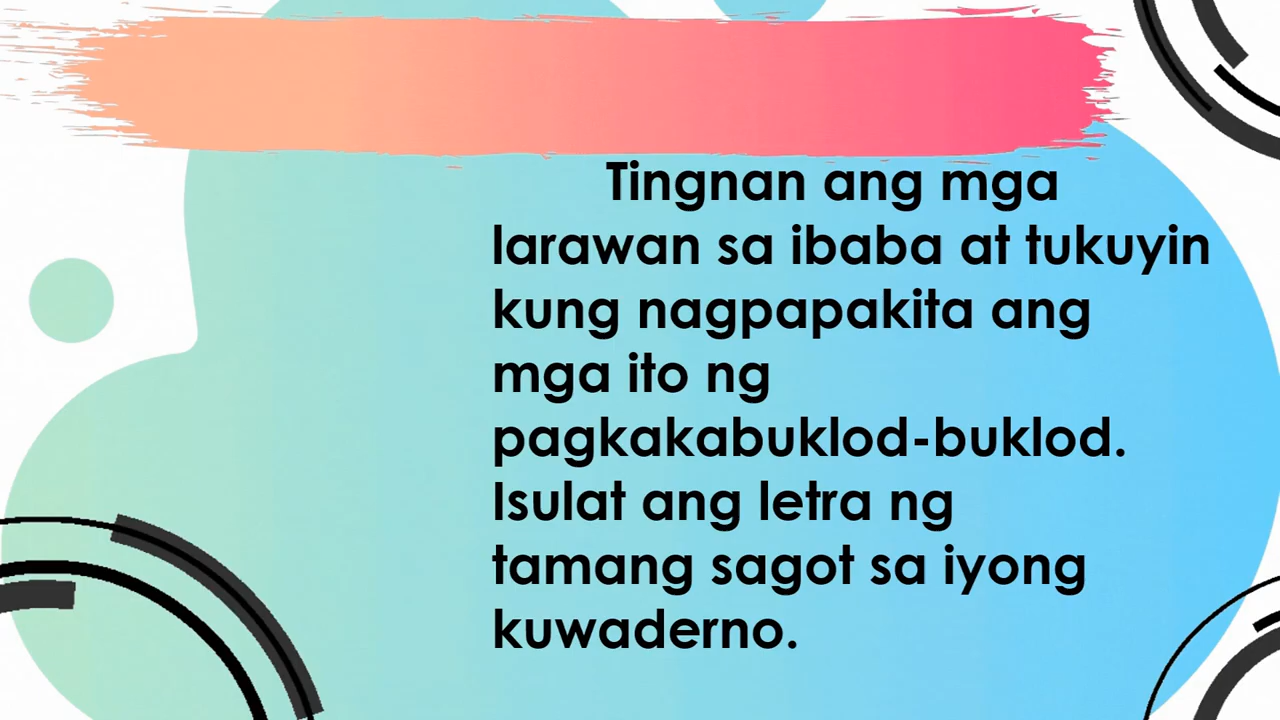 Tingnan ang mga
larawan sa ibaba at tukuyin
kung nagpapakita ang
mga ito ng
pagkakabuklod-buklod.
Isulat ang letra ng
tamang sagot sa iyong
kuwaderno.